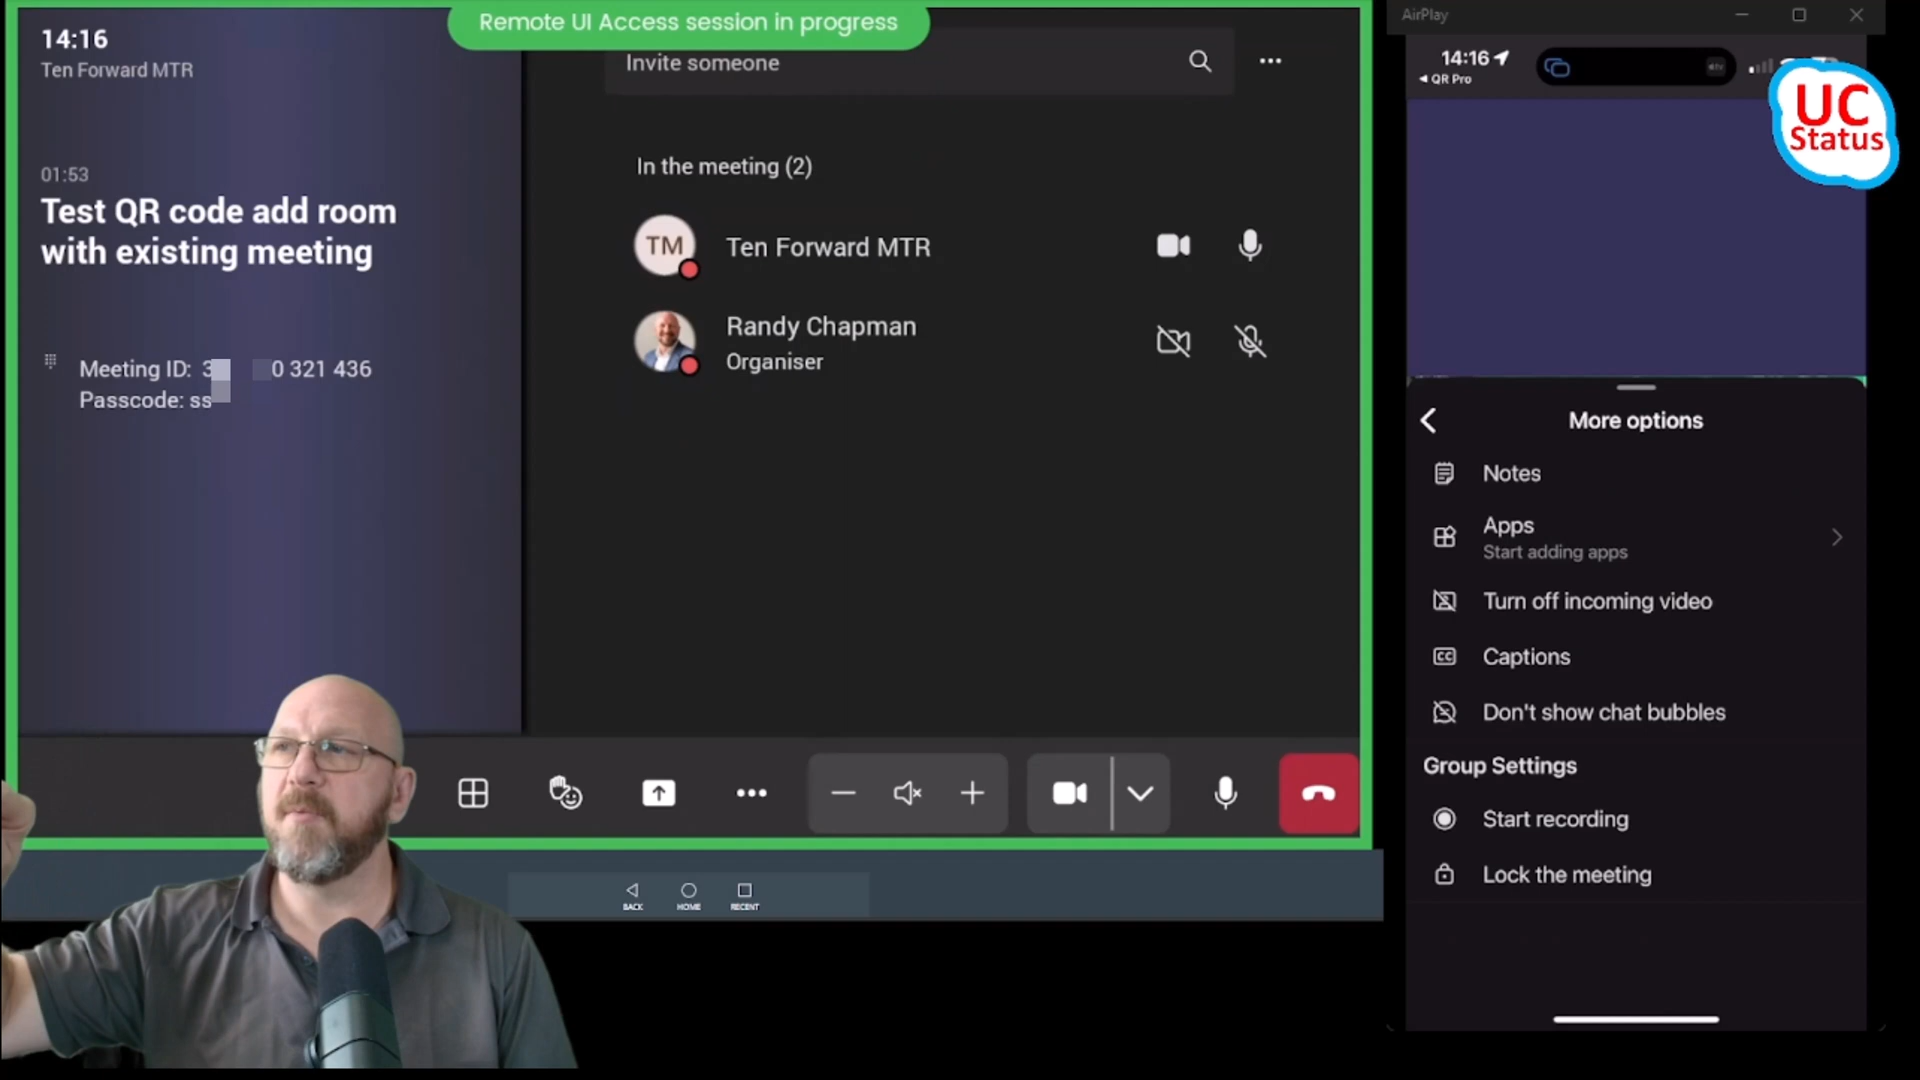 Remote UI Access session in progress
14:16
Ten Forward MTR
Invite someone
01:53
Test QR code add room
with existing meeting
Meeting ID: 3 0 321 436
Passcode: ss
In the meeting (2)
TM
Ten Forward MTR
Randy Chapman
Organiser
BACK
HOME
RECENT
AirPlay
14:16
QR Pro
UC
Status
More options
Notes
Apps
Start adding apps
Turn off incoming video
CC
Captions
Don't show chat bubbles
Group Settings
Start recording
Lock the meeting